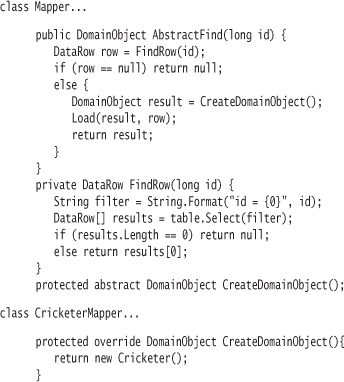 class Mapper...
public DomainObject AbstractFind(long id) {
DataRow row = FindRow(id);
if (row == null) return null;
else {
DomainObject result = CreateDomainObject();
Load(result, row);
return result;
}
}
private DataRow FindRow(long id) {
String filter = String.Format("id = {0}", id);
DataRow[] results = table.Select(filter);
if (results.Length == 0) return null;
else return results[0];
}
protected abstract DomainObject CreateDomainObject();
class CricketerMapper...
protected override DomainObject CreateDomainObject(){
return new Cricketer();
}